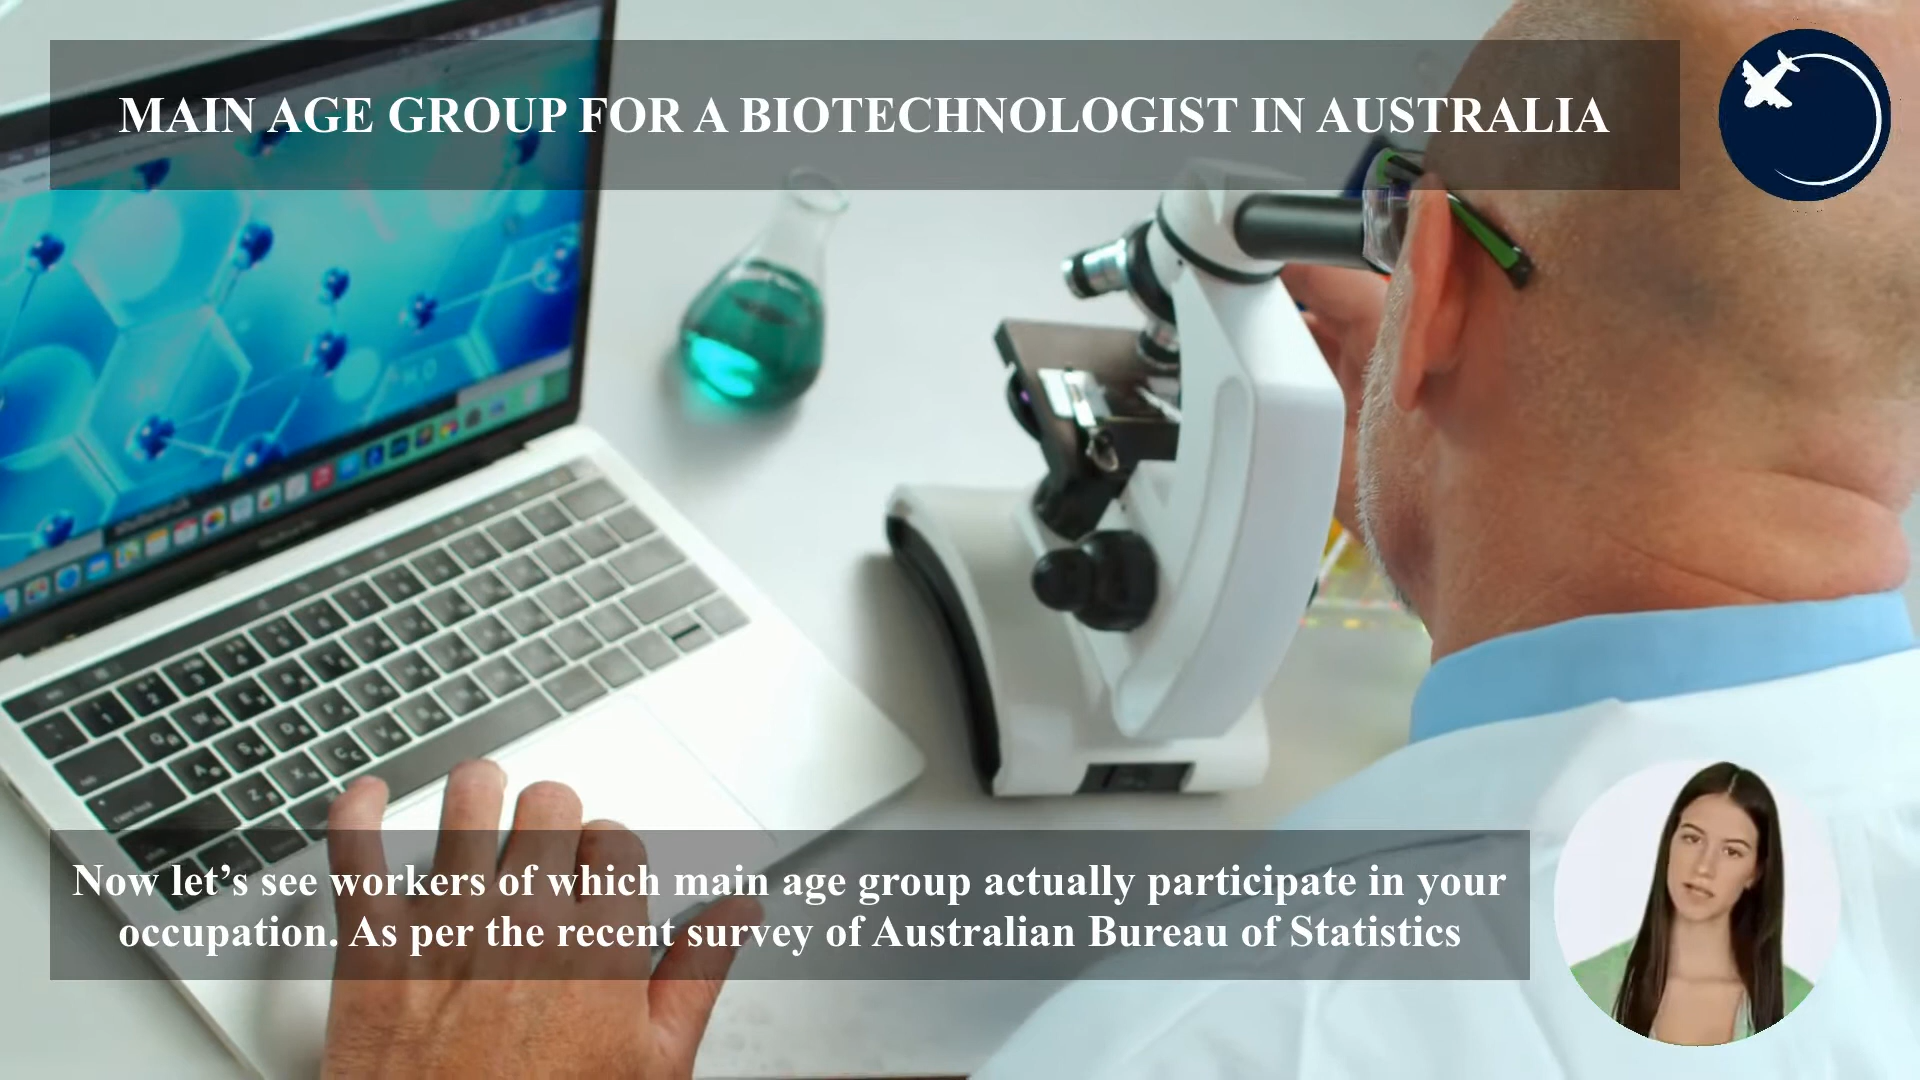 MAIN AGE GROUP FOR A BIOTECHNOLOGIST IN AUSTRALIA
Now let’s see workers of which main age group actually participate in your
occupation. As per the recent survey of Australian Bureau of Statistics